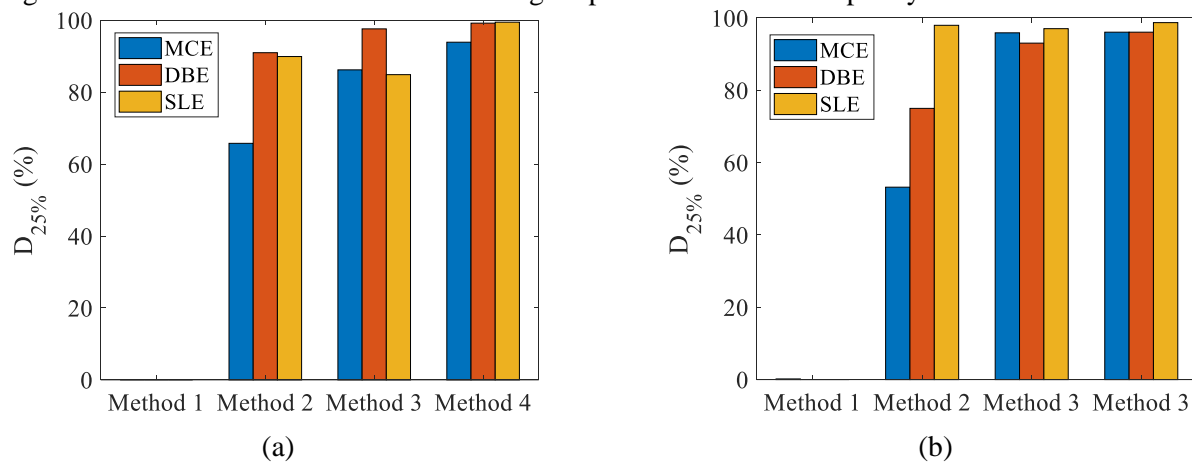 100
80
60
40
20
0
D25% (%)
MCE
DBE
SLE
Method 1 Method 2 Method 3 Method 4
(a)
100
80
60
40
20
0
D25% (%)
MCE
DBE
SLE
Method 1 Method 2 Method 3 Method 3
(b)